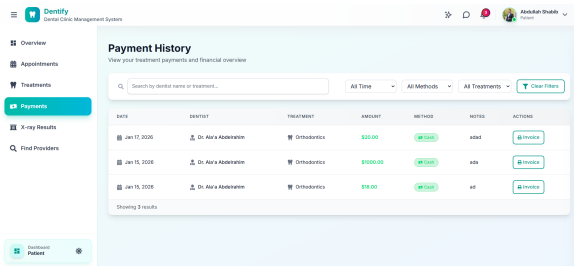 Dentify
Dental Clinic Management System
8
Abdullah Shabib
Patient
Overview
Appointments
Treatments
Payments
X-ray Results
Find Providers
Payment History
View your treatment payments and financial overview
Search by dentist name or treatment...
All Time
All Methods
All Treatments
Clear Filters
DATE DENTIST TREATMENT AMOUNT METHOD NOTES ACTIONS
Jan 17, 2026 Dr. Ala'a Abdelrahim Orthodontics $20.00 Cash adad Invoice
Jan 15, 2026 Dr. Ala'a Abdelrahim Orthodontics $1000.00 Cash ada Invoice
Jan 15, 2026 Dr. Ala'a Abdelrahim Orthodontics $18.00 Cash ad Invoice
Showing 3 results
Dashboard
Patient